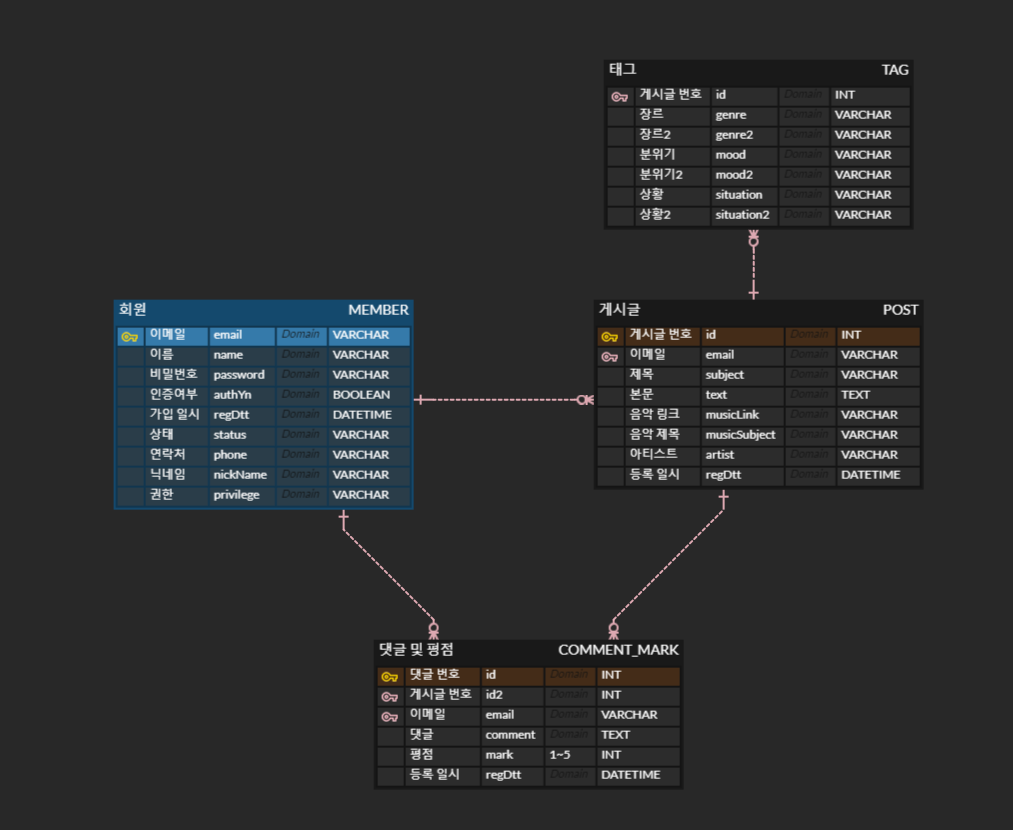 태그 TAG
게시글 번호 id Domain INT
장르 genre Domain VARCHAR
장르2 genre2 Domain VARCHAR
분위기 mood Domain VARCHAR
분위기2 mood2 Domain VARCHAR
상황 situation Domain VARCHAR
상황2 situation2 Domain VARCHAR
회원 MEMBER
이메일 email Domain VARCHAR
이름 name Domain VARCHAR
비밀번호 password Domain VARCHAR
인증여부 authYn Domain BOOLEAN
가입 일시 regDtt Domain DATETIME
상태 status Domain VARCHAR
연락처 phone Domain VARCHAR
닉네임 nickName Domain VARCHAR
권한 privilege Domain VARCHAR
게시글 POST
게시글 번호 id Domain INT
이메일 email Domain VARCHAR
제목 subject Domain VARCHAR
본문 text Domain TEXT
음악 링크 musicLink Domain VARCHAR
음악 제목 musicSubject Domain VARCHAR
아티스트 artist Domain VARCHAR
등록 일시 regDtt Domain DATETIME
댓글 및 평점 COMMENT_MARK
댓글 번호 id Domain INT
게시글 번호 id2 Domain INT
이메일 email Domain VARCHAR
댓글 comment Domain TEXT
평점 mark 1~5 INT
등록 일시 regDtt Domain DATETIME